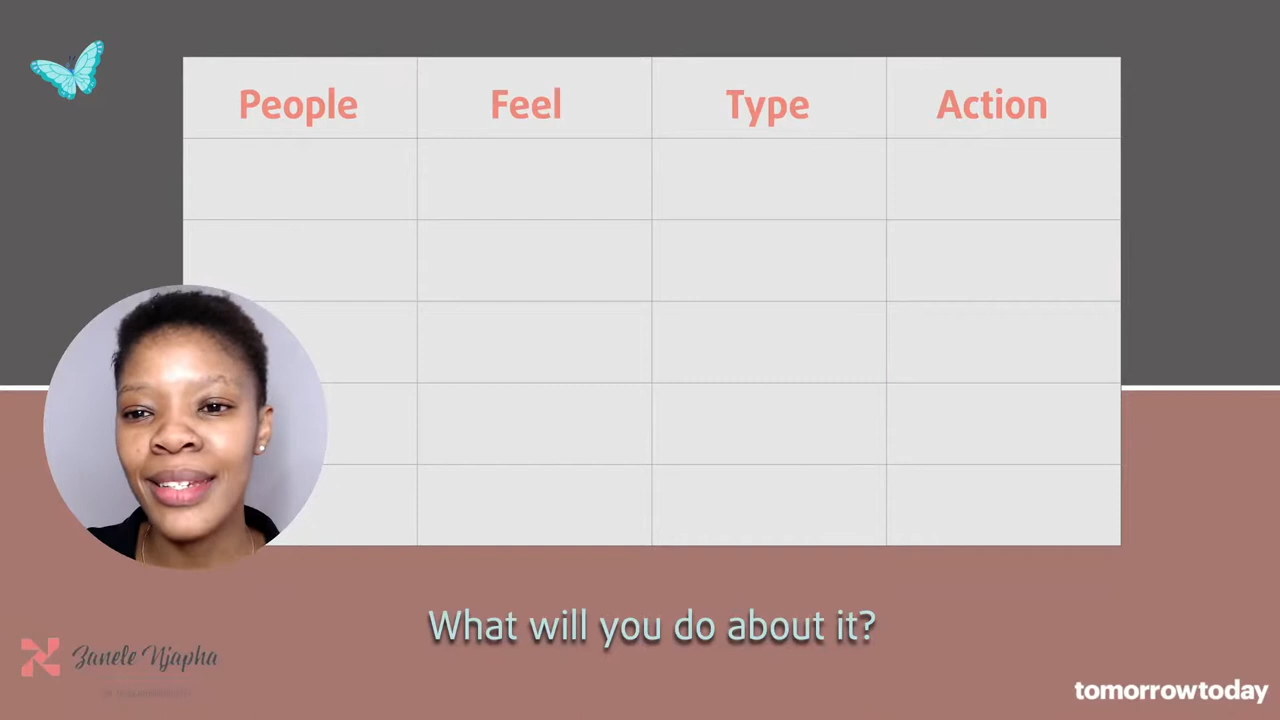 People Feel Type Action
What will you do about it?
Zanele Njapha
tomorrowtoday